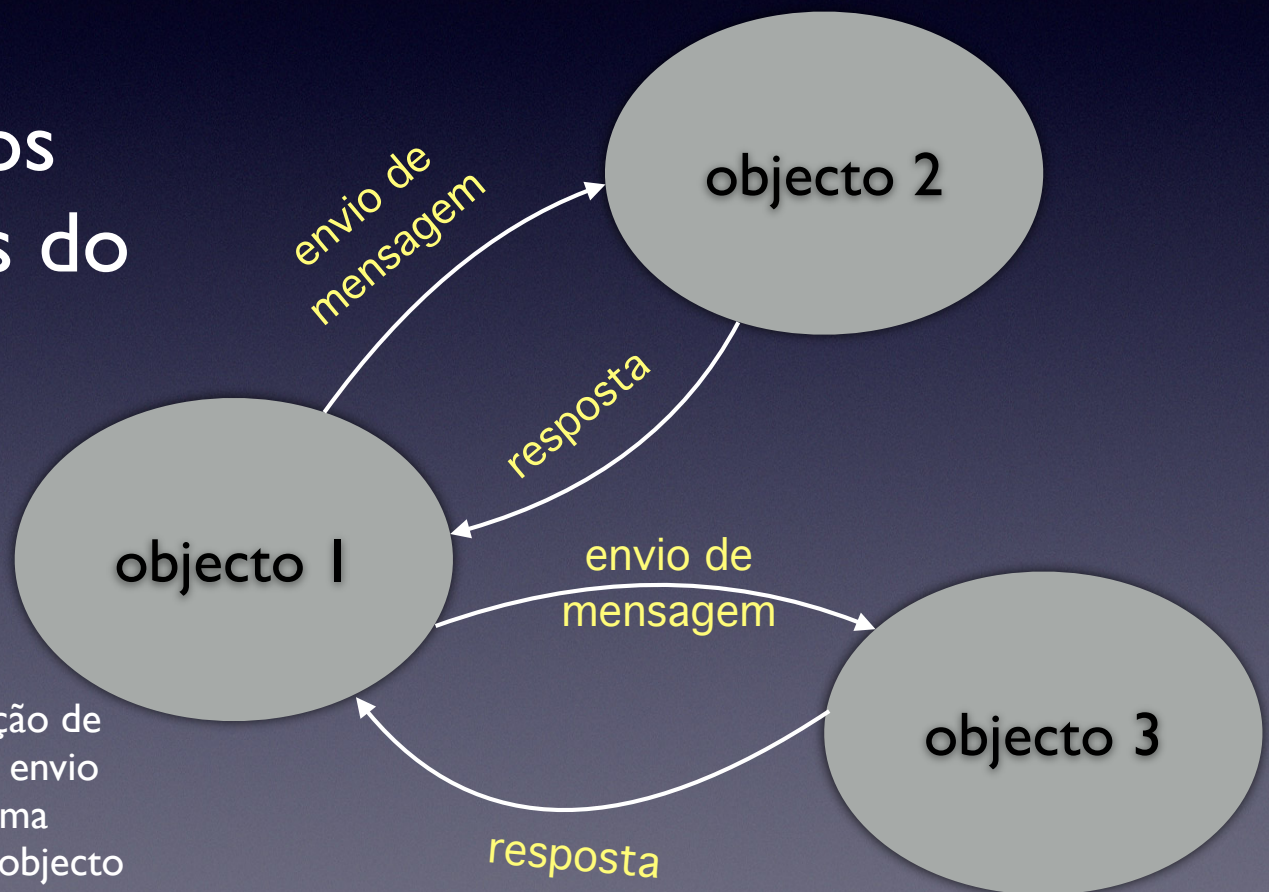 os
s do
envio de
mensagem
objecto 2
resposta
objecto 1
envio de
mensagem
objecto 3
resposta
ção de
envio
ma
objecto